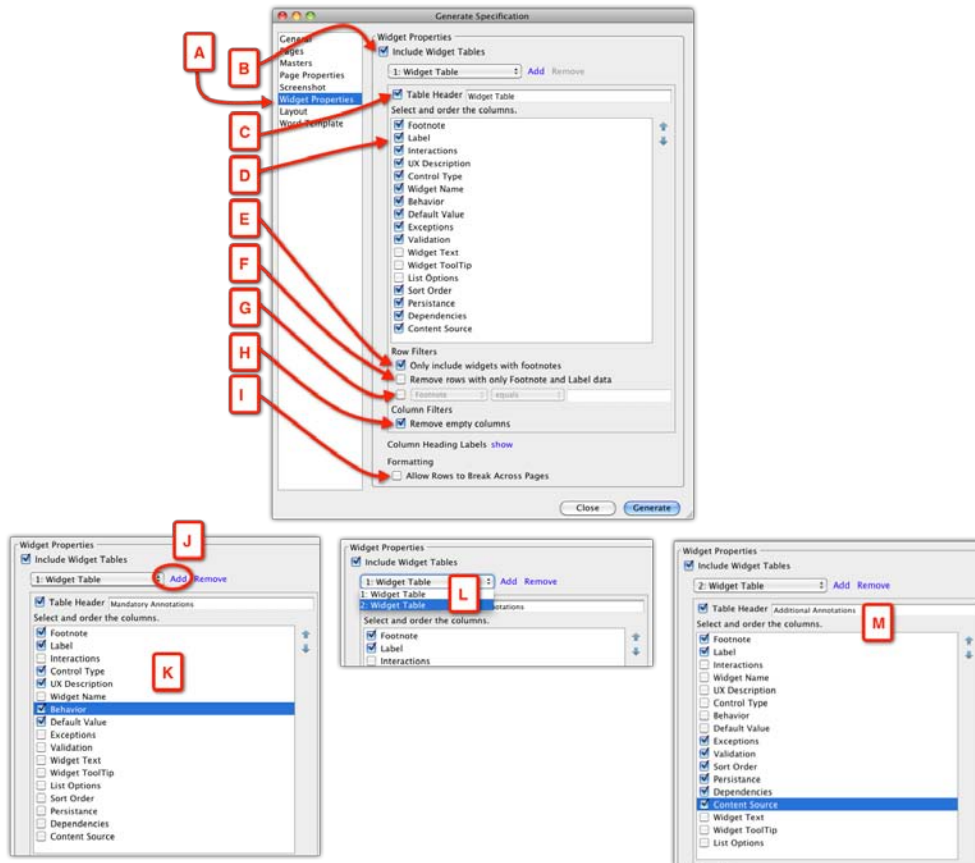 Generate Specification
General
Pages
Masters
Page Properties
Screenshot
Widget Properties
Layout
Word Template
A
B
C
D
E
F
G
H
I
Widget Properties
Include Widget Tables
1: Widget Table Add Remove
Table Header Widget Table
Select and order the columns.
Footnote
Label
Interactions
UX Description
Control Type
Widget Name
Behavior
Default Value
Exceptions
Validation
Widget Text
Widget ToolTip
List Options
Sort Order
Persistance
Dependencies
Content Source
Row Filters
Only include widgets with footnotes
Remove rows with only Footnote and Label data
Footnote equals
Column Filters
Remove empty columns
Column Heading Labels show
Formatting
Allow Rows to Break Across Pages
Close Generate
J
Widget Properties
Include Widget Tables
1: Widget Table Add Remove
Table Header Mandatory Annotations
Select and order the columns.
Footnote
Label
Interactions
Control Type
UX Description
Widget Name
Behavior
Default Value
Exceptions
Validation
Widget Text
Widget ToolTip
List Options
Sort Order
Persistance
Dependencies
Content Source
K
Widget Properties
Include Widget Tables
1: Widget Table Add Remove
1: Widget Table
2: Widget Table
L
notations
Select and order the columns.
Footnote
Label
Interactions
Widget Properties
Include Widget Tables
2: Widget Table Add Remove
Table Header Additional Annotations
M
Select and order the columns.
Footnote
Label
Interactions
Widget Name
UX Description
Control Type
Behavior
Default Value
Exceptions
Validation
Sort Order
Persistance
Dependencies
Content Source
Widget Text
Widget ToolTip
List Options